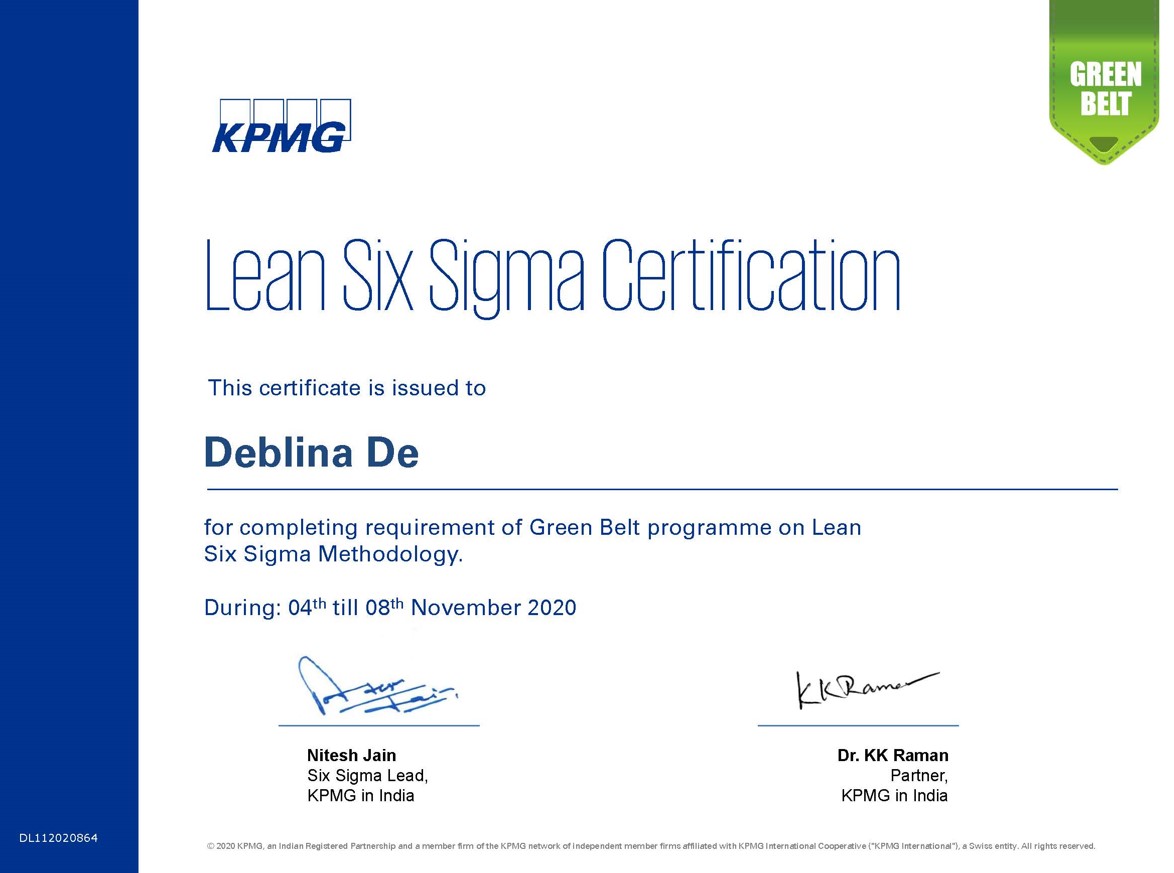 GREEN
BELT
KPMG
Lean Six Sigma Certification
This certificate is issued to
Deblina De
for completing requirement of Green Belt programme on Lean
Six Sigma Methodology.
During: 04th till 08th November 2020
KKRaman
Nitesh Jain
Six Sigma Lead,
KPMG in India
Dr. KK Raman
Partner,
KPMG in India
DL112020864
© 2020 KPMG, an Indian Registered Partnership and a member firm of the KPMG network of independent member firms affiliated with KPMG International Cooperative ("KPMG International"), a Swiss entity. All rights reserved.